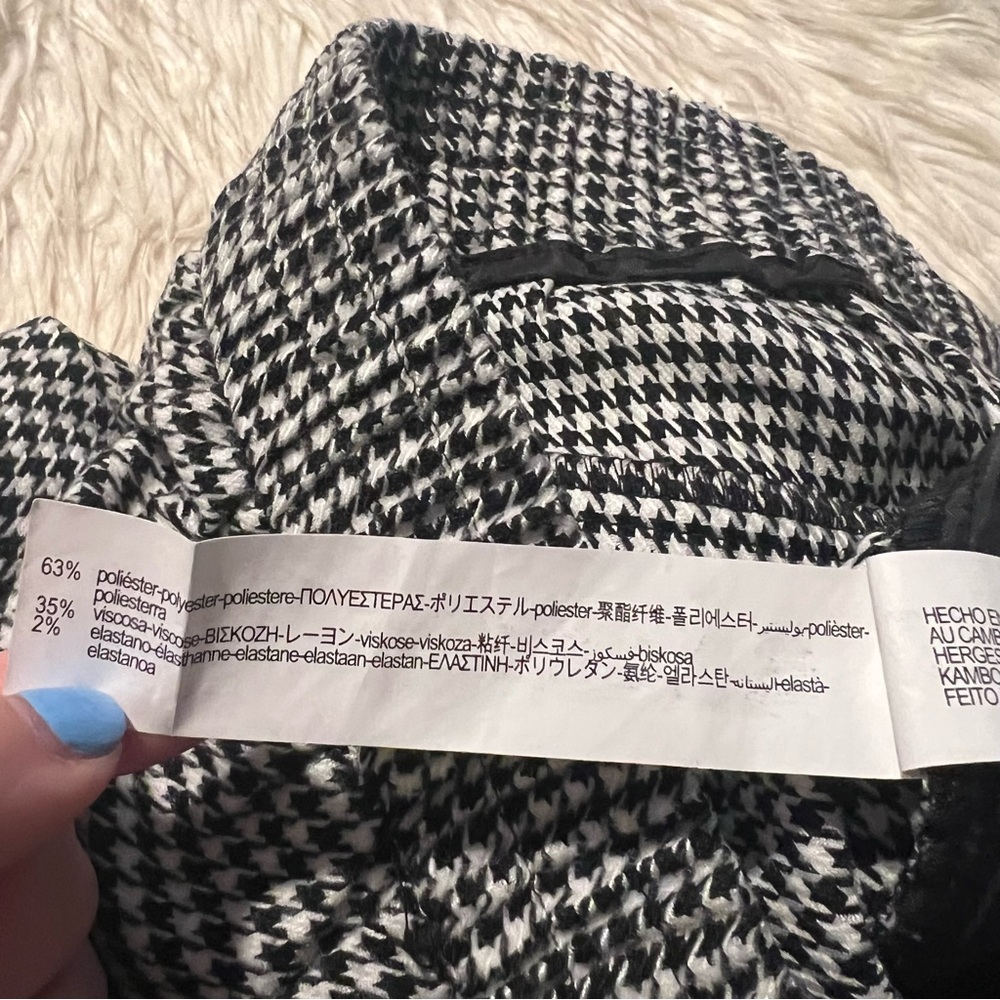 63% poliéster-polyester-poliestere-ΠΟΛΥΕΣΤΕΡΑΣ-ポリエステル-poliester-聚酯纤维-폴리에스터-بوليستير-polièster-
poliesterra
35% viscosa-viscose-ΒΙΣΚΟΖΗ-レーヨン-viskose-viskoza-粘纤-비스코스-فسكوز-biskosa
2% elastano-élasthanne-elastane-elastaan-elastan-ΕΛΑΣΤΙΝΗ-ポリウレタン-氨纶-엘라스탄-اليستانه-elastà-
elastanoa
HECHO E
AU CAMB
HERGES
KAMBO
FEITO